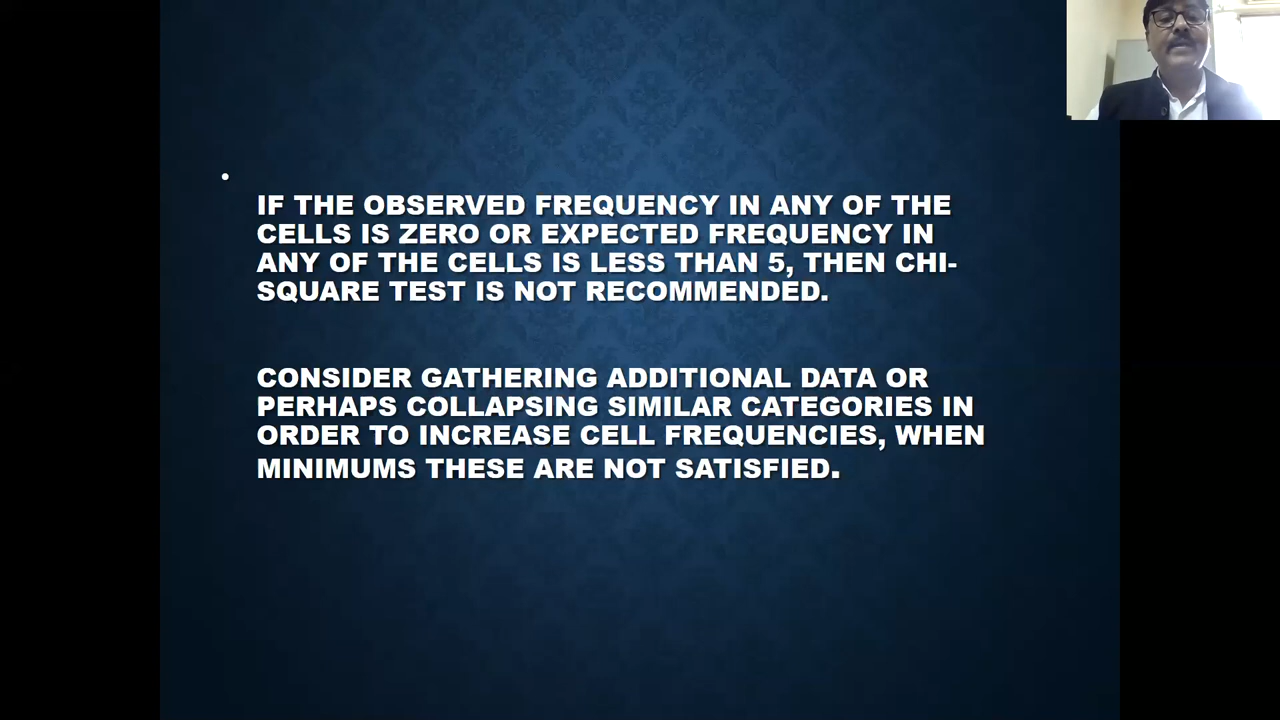 IF THE OBSERVED FREQUENCY IN ANY OF THE
CELLS IS ZERO OR EXPECTED FREQUENCY IN
ANY OF THE CELLS IS LESS THAN 5, THEN CHI-
SQUARE TEST IS NOT RECOMMENDED.
CONSIDER GATHERING ADDITIONAL DATA OR
PERHAPS COLLAPSING SIMILAR CATEGORIES IN
ORDER TO INCREASE CELL FREQUENCIES, WHEN
MINIMUMS THESE ARE NOT SATISFIED.